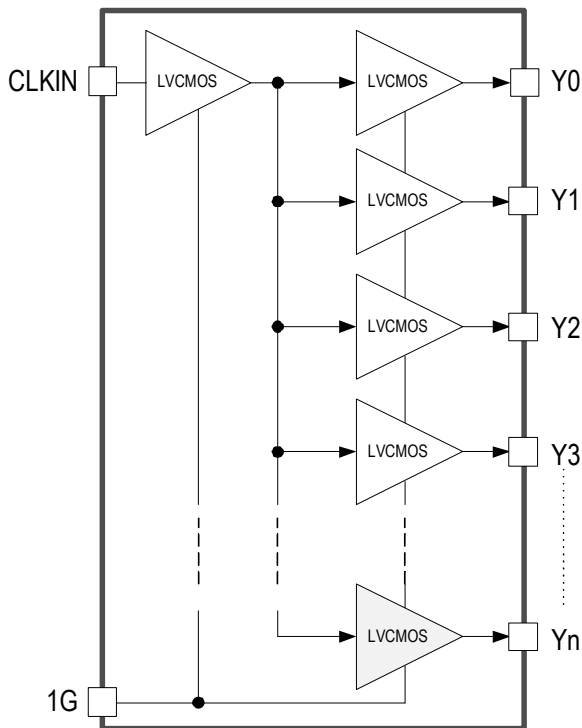 CLKIN
LVCMOS
LVCMOS
Y0
LVCMOS
Y1
LVCMOS
Y2
LVCMOS
Y3
LVCMOS
Yn
1G